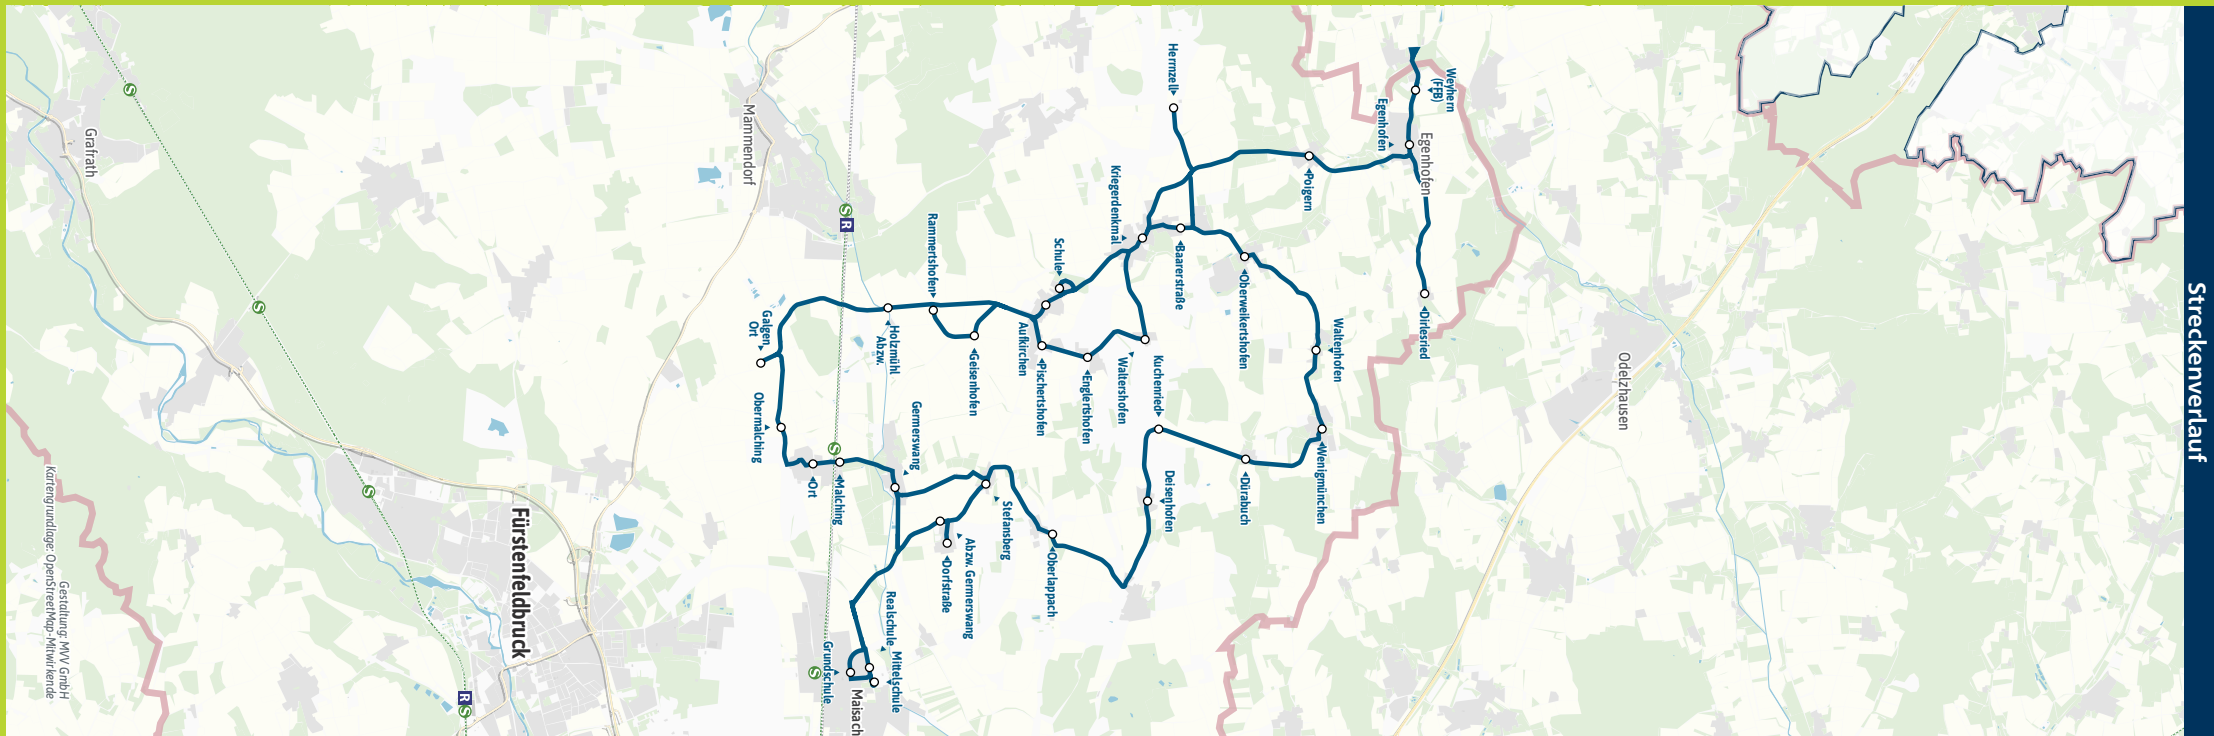 Streckenverlauf
Weyhern
(FFB)
Egenhofen
Egenhofen
Dirlesried
Odelzhausen
Herrnzell
Poigern
Kriegerdenkmal
Baarerstraße
Oberweikertshofen
Waltenhofen
Wenigmünchen
Dürabuch
Kuchenried
Deisenhofen
Schule
Aufkirchen
Pischertshofen
Englertshofen
Waltershofen
Rammertshofen
Geisenhofen
Holzmühl
Abzw.
Galgen
Ort
Obermalching
Ort
Malching
Germerswang
Stefansberg
Oberlappach
Abzw. Germerswang
Dorfstraße
Realschule
Mittelschule
Grundschule
Maisach
Mammendorf
S
R
S
S
Grafrath
S
S
S
Fürstenfeldbruck
R
S
Gestaltung: MVV GmbH
Kartengrundlage: OpenStreetMap-Mitwirkende